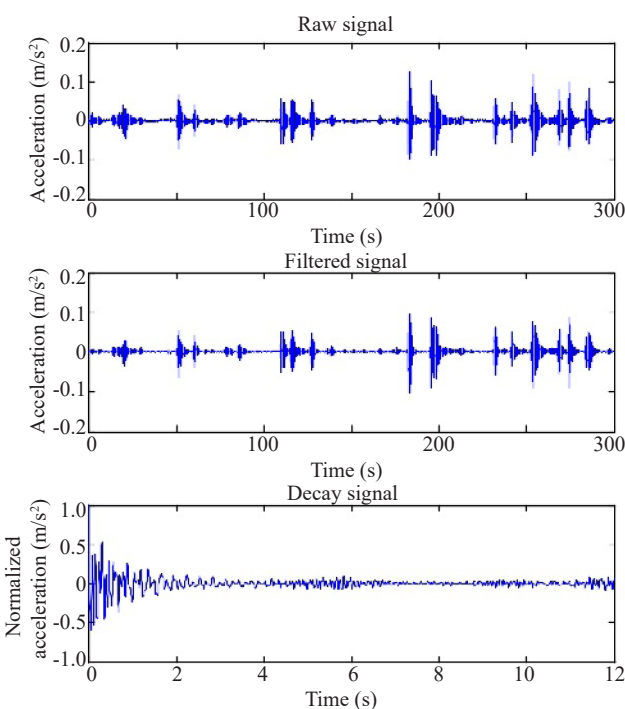 Raw signal
0.2
0.1
0
-0.1
-0.2
Acceleration (m/s²)
0 100 200 300
Time (s)
Filtered signal
0.2
0.1
0
-0.1
-0.2
Acceleration (m/s²)
0 100 200 300
Time (s)
Decay signal
1.0
0.5
0
-0.5
-1.0
Normalized
acceleration (m/s²)
0 2 4 6 8 10 12
Time (s)